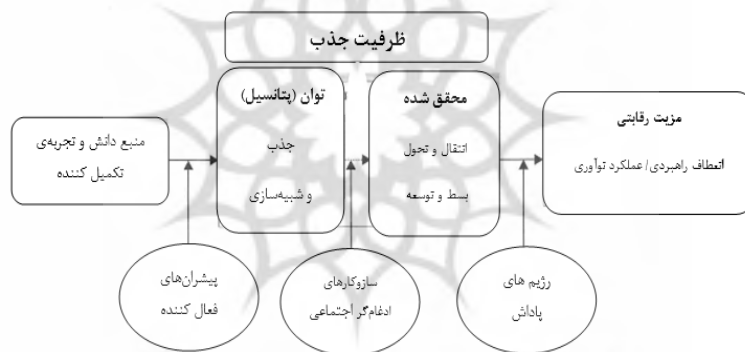 ظرفیت جذب
منبع دانش و تجربه‌ی
تکمیل کننده
توان (پتانسیل)
جذب
و شبیه‌سازی
محقق شده
انتقال و تحول
بسط و توسعه
مزیت رقابتی
انعطاف راهبردی/عملکرد نوآوری
پیشران‌های
فعال کننده
سازوکارهای
ادغام‌گر اجتماعی
رژیم های
پاداش